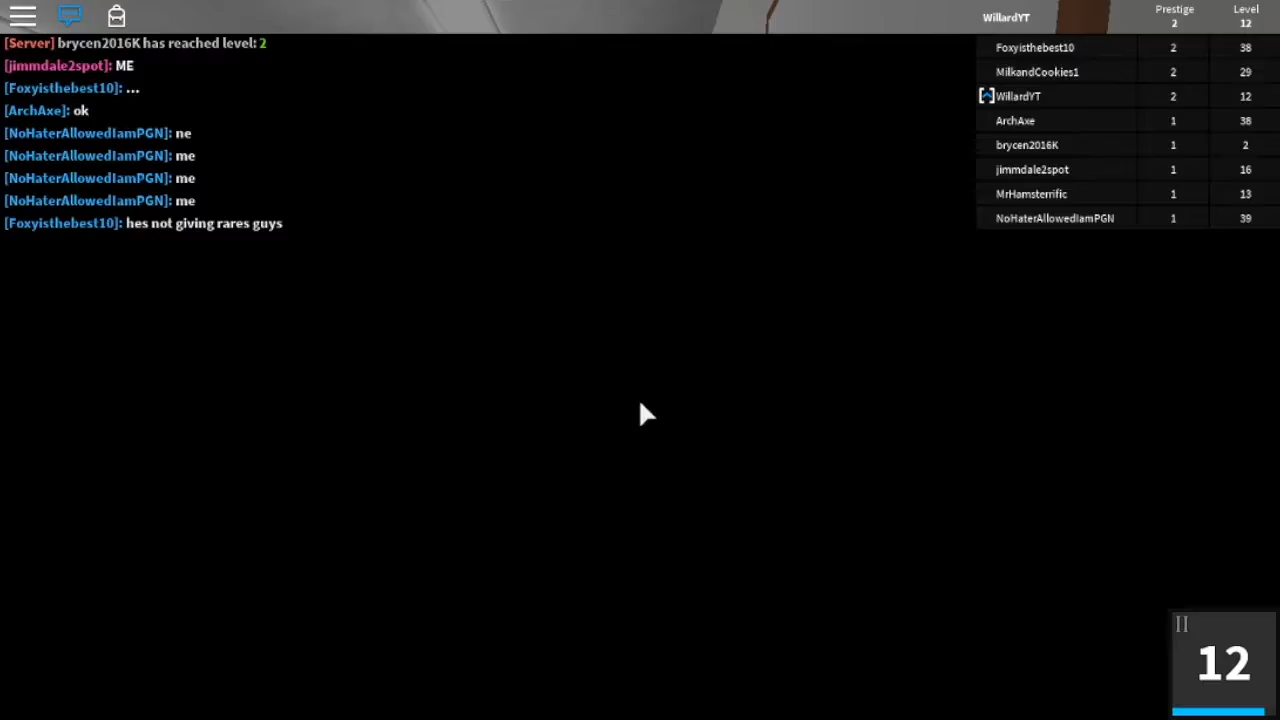 WillardYT Prestige 2 Level 12
[Server] brycen2016K has reached level: 2
[jimmdale2spot]: ME
[Foxyisthebest10]: ...
[ArchAxe]: ok
[NoHaterAllowedIamPGN]: ne
[NoHaterAllowedIamPGN]: me
[NoHaterAllowedIamPGN]: me
[NoHaterAllowedIamPGN]: me
[Foxyisthebest10]: hes not giving rares guys
Foxyisthebest10 2 38
MilkandCookies1 2 29
WillardYT 2 12
ArchAxe 1 38
brycen2016K 1 2
jimmdale2spot 1 16
MrHamsterrific 1 13
NoHaterAllowedIamPGN 1 39
II
12